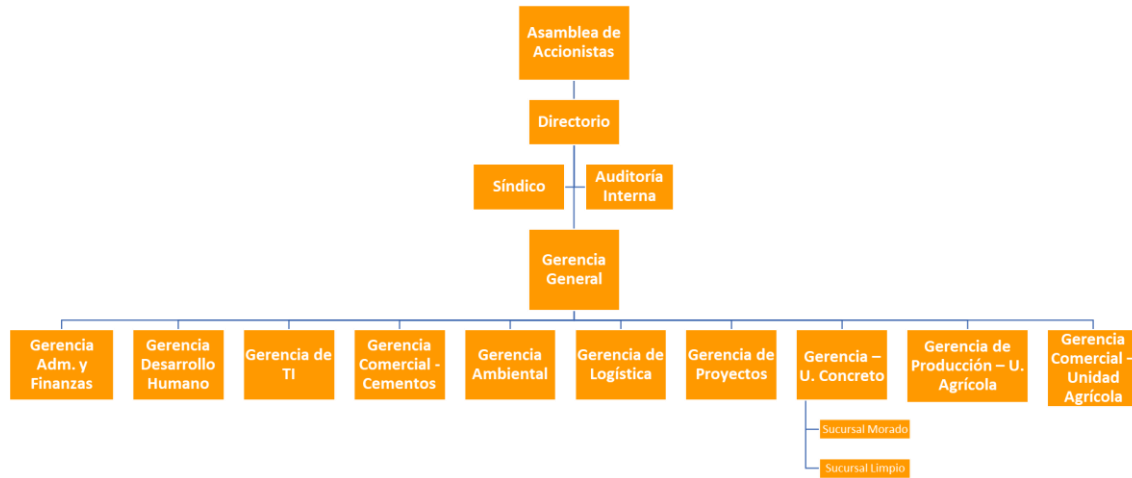 Asamblea de
Accionistas
Directorio
Síndico
Auditoría
Interna
Gerencia
General
Gerencia
Adm. y
Finanzas
Gerencia
Desarrollo
Humano
Gerencia de
TI
Gerencia
Comercial -
Cementos
Gerencia
Ambiental
Gerencia de
Logística
Gerencia de
Proyectos
Gerencia –
U. Concreto
Gerencia de
Producción – U.
Agrícola
Gerencia
Comercial –
Unidad
Agrícola
Sucursal Morado
Sucursal Limpio